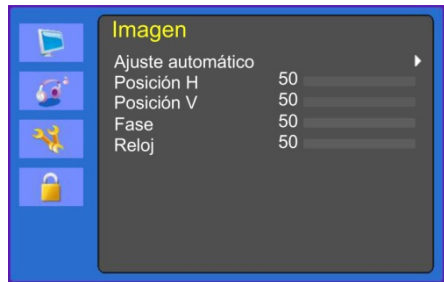 Imagen
Ajuste automático
Posición H 50
Posición V 50
Fase 50
Reloj 50